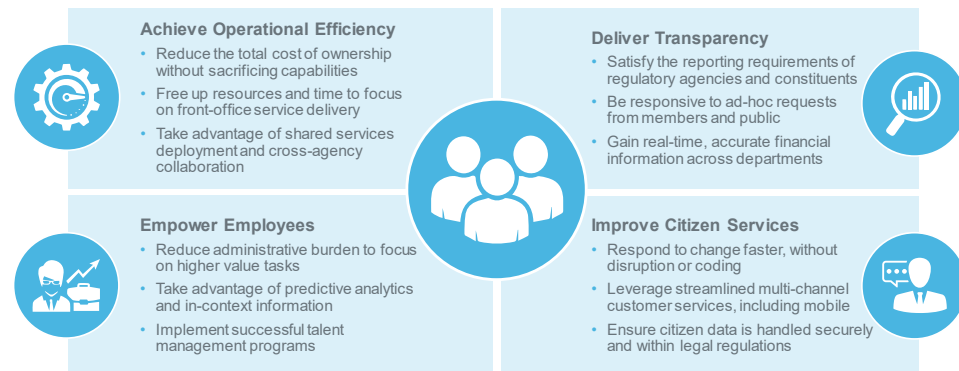 Achieve Operational Efficiency
• Reduce the total cost of ownership
without sacrificing capabilities
• Free up resources and time to focus
on front-office service delivery
• Take advantage of shared services
deployment and cross-agency
collaboration
Deliver Transparency
• Satisfy the reporting requirements of
regulatory agencies and constituents
• Be responsive to ad-hoc requests
from members and public
• Gain real-time, accurate financial
information across departments
Empower Employees
• Reduce administrative burden to focus
on higher value tasks
• Take advantage of predictive analytics
and in-context information
• Implement successful talent
management programs
Improve Citizen Services
• Respond to change faster, without
disruption or coding
• Leverage streamlined multi-channel
customer services, including mobile
• Ensure citizen data is handled securely
and within legal regulations